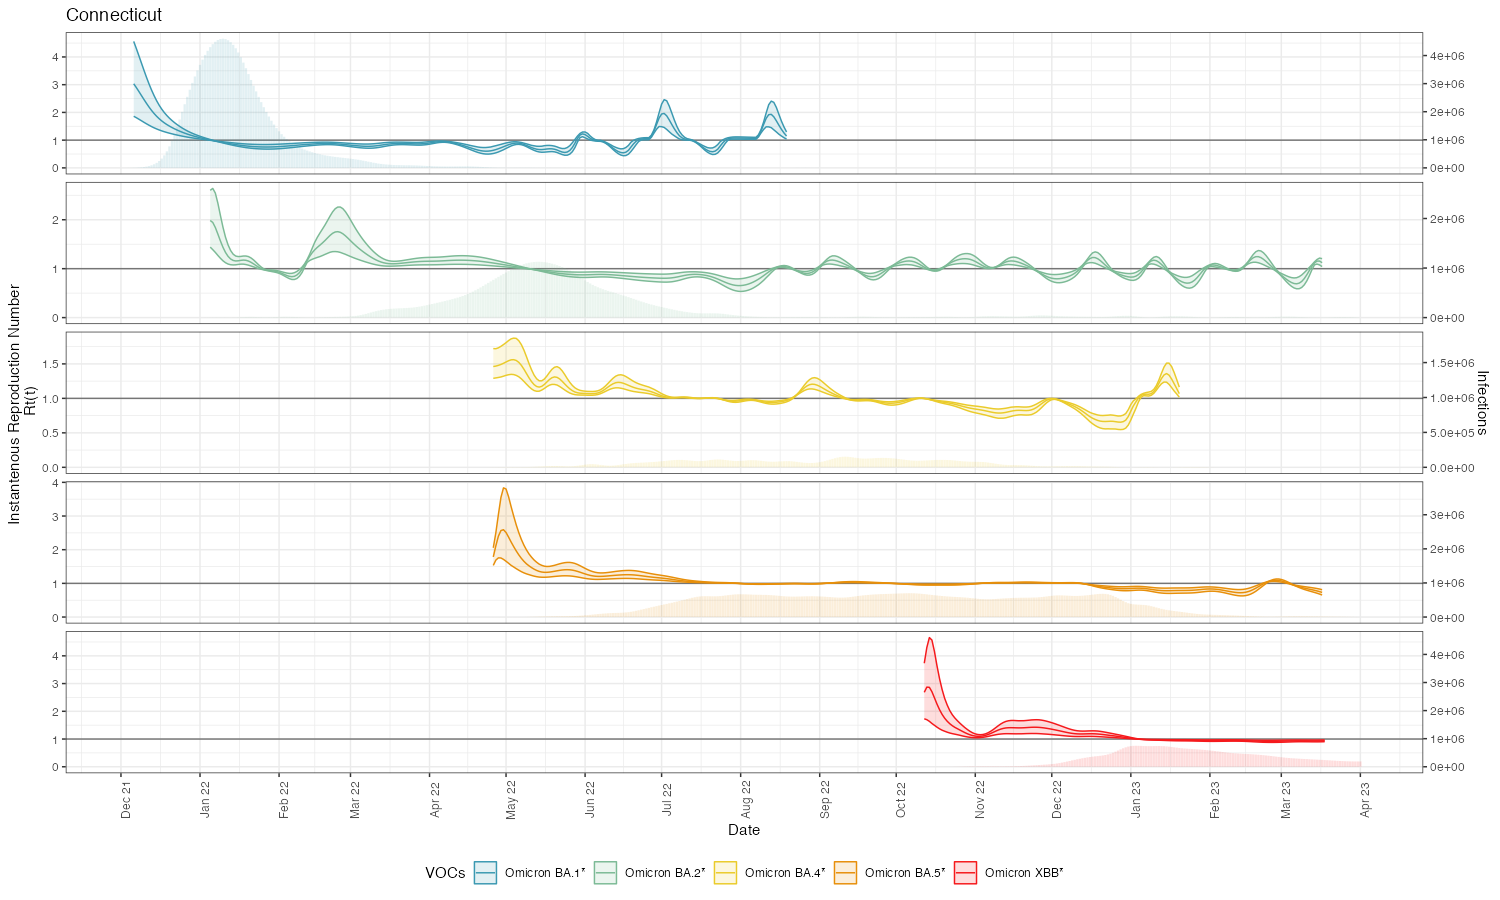 Connecticut
4
3
2
1
0
4e+06
3e+06
2e+06
1e+06
0e+00
2
1
0
2e+06
1e+06
0e+00
1.5
1.0
0.5
0.0
1.5e+06
1.0e+06
5.0e+05
0.0e+00
4
3
2
1
0
3e+06
2e+06
1e+06
0e+00
4
3
2
1
0
4e+06
3e+06
2e+06
1e+06
0e+00
Instantenous Reproduction Number
Rt(t)
Infections
Dec 21
Jan 22
Feb 22
Mar 22
Apr 22
May 22
Jun 22
Jul 22
Aug 22
Sep 22
Oct 22
Nov 22
Dec 22
Jan 23
Feb 23
Mar 23
Apr 23
Date
VOCs Omicron BA.1* Omicron BA.2* Omicron BA.4* Omicron BA.5* Omicron XBB*